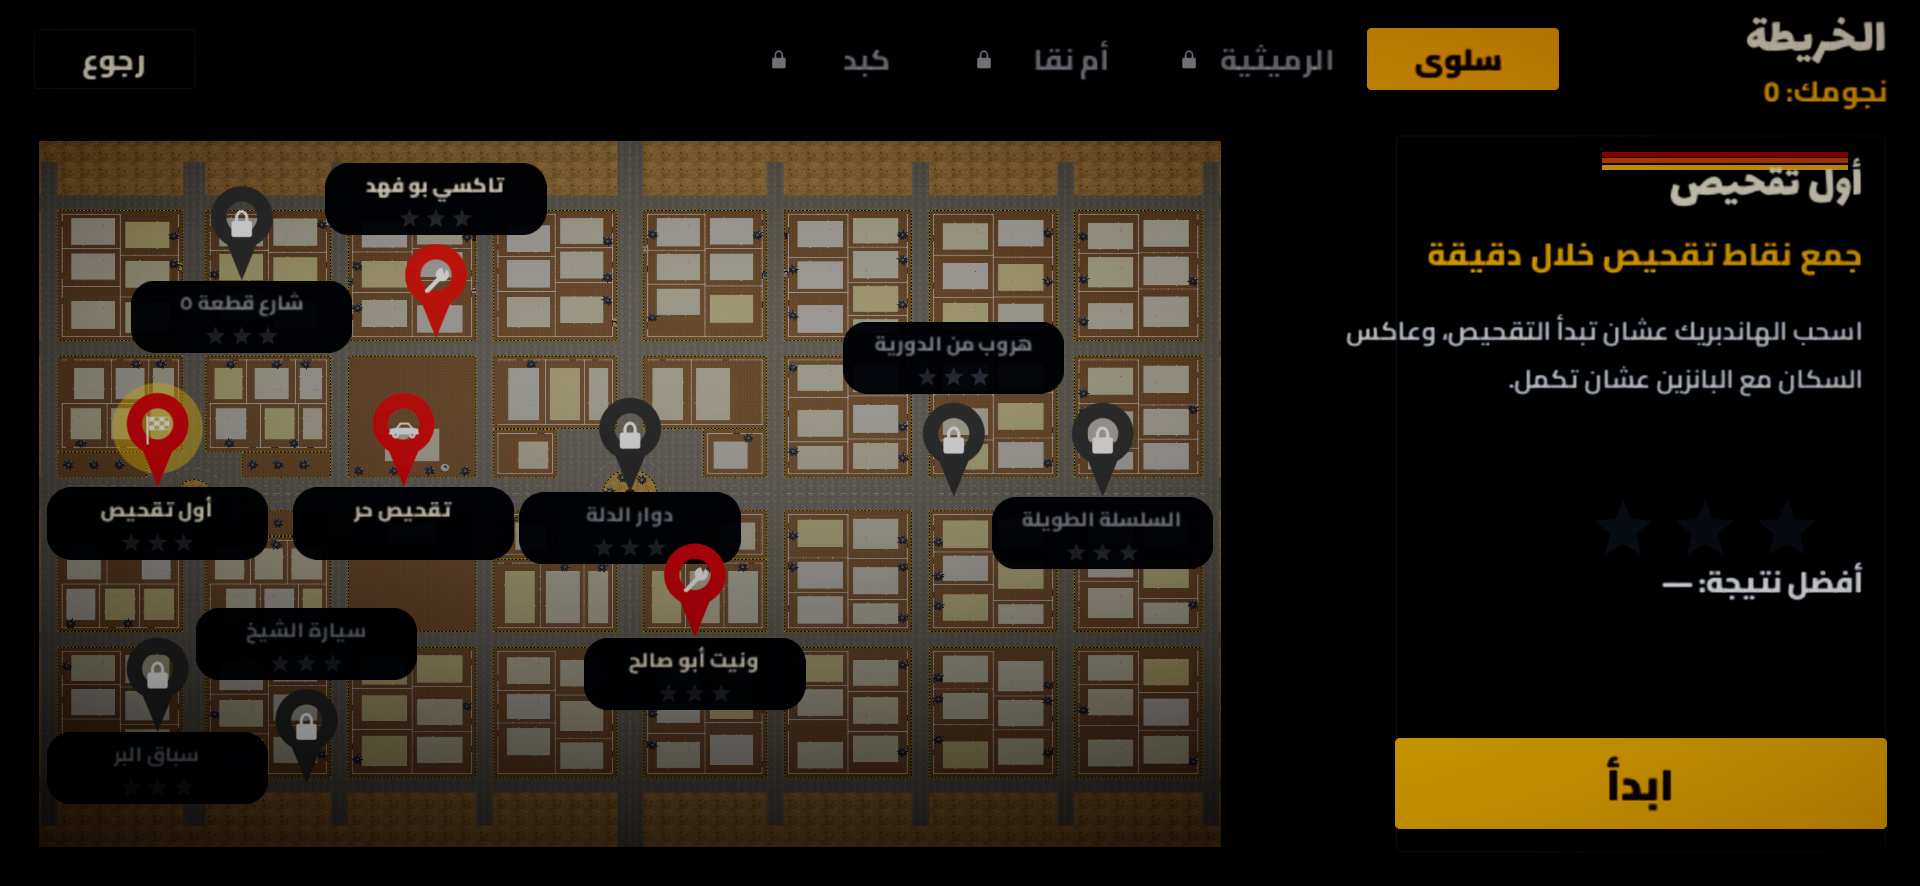 الخريطة
نجومك: 0
سلوى
الرميثية
أم نقا
كبد
رجوع
أول تقحيص
جمع نقاط تقحيص خلال دقيقة
اسحب الهاندبريك عشان تبدأ التقحيص، وعاكس
السكان مع البانزين عشان تكمل.
أفضل نتيجة: —
ابدأ
تاكسي بو فهد
شارع قطعة ٥
هروب من الدورية
أول تقحيص
تقحيص حر
دوار الدلة
السلسلة الطويلة
سيارة الشيخ
ونيت أبو صالح
سباق البر